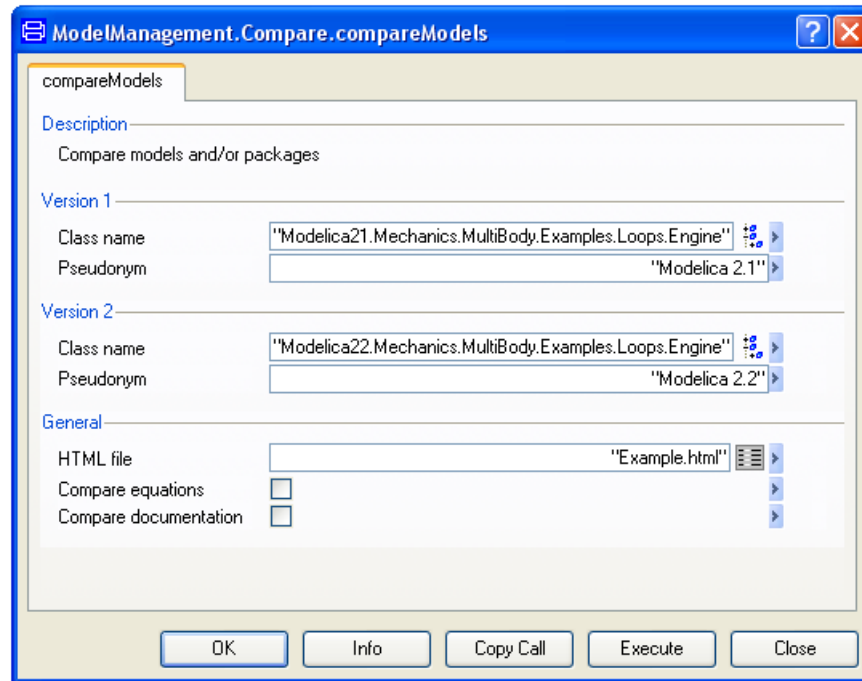 ModelManagement.Compare.compareModels
compareModels
Description
Compare models and/or packages
Version 1
Class name "Modelica21.Mechanics.MultiBody.Examples.Loops.Engine"
Pseudonym "Modelica 2.1"
Version 2
Class name "Modelica22.Mechanics.MultiBody.Examples.Loops.Engine"
Pseudonym "Modelica 2.2"
General
HTML file "Example.html"
Compare equations
Compare documentation
OK Info Copy Call Execute Close